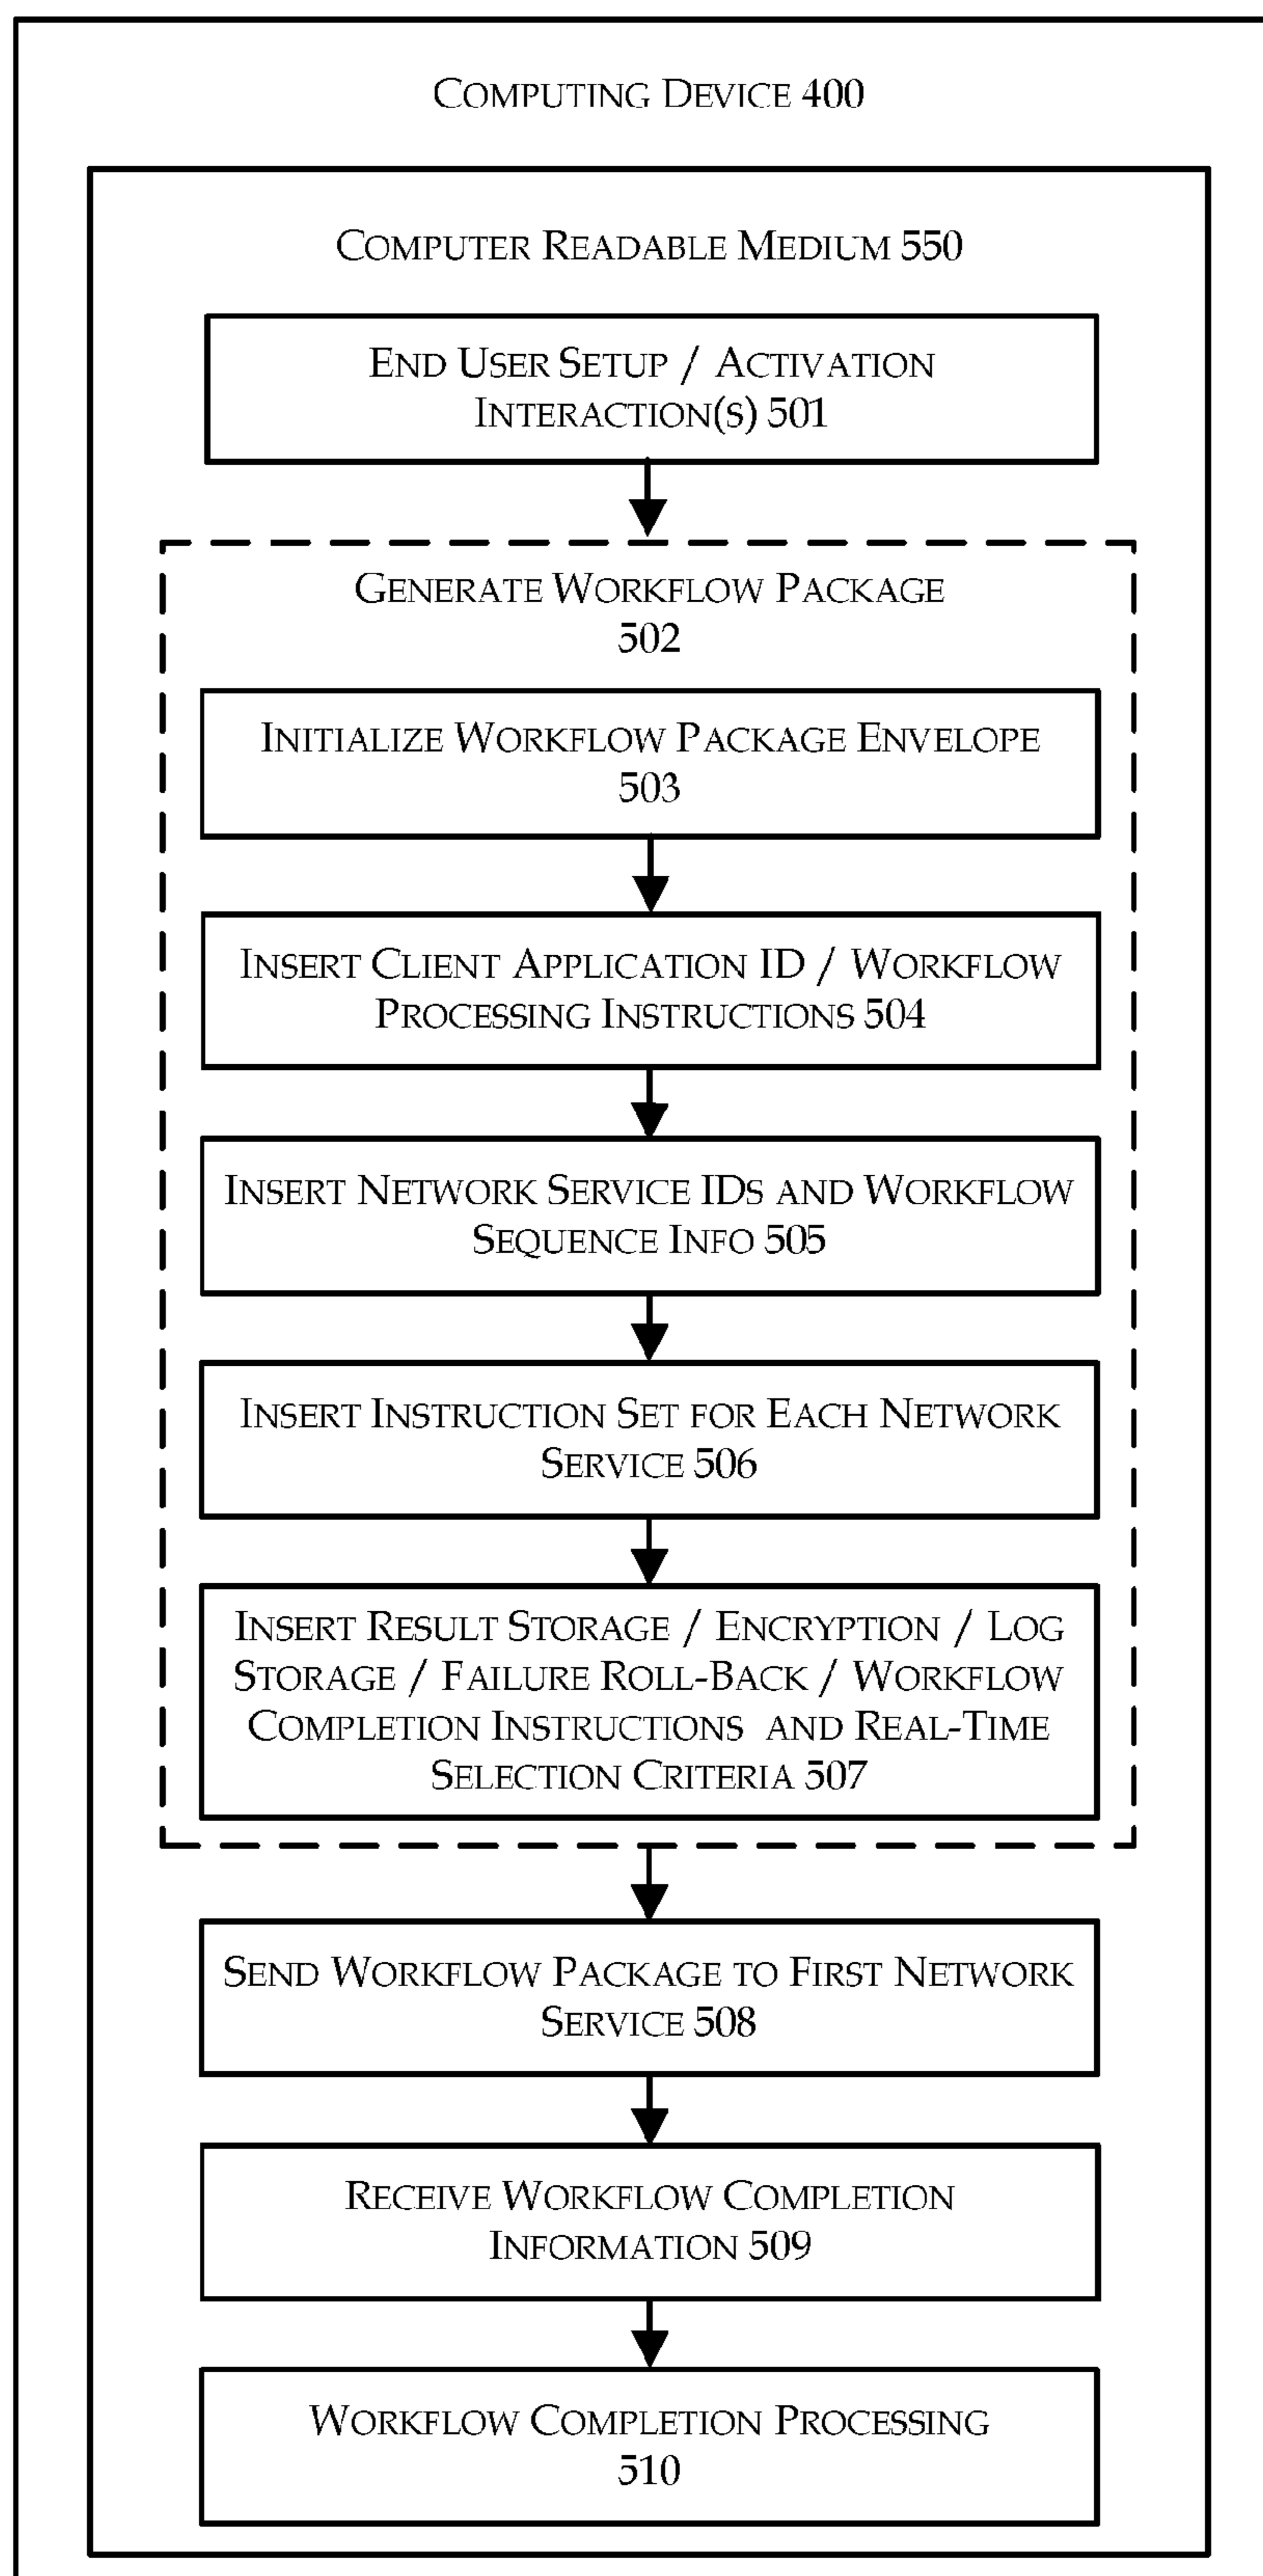 COMPUTING DEVICE 400
COMPUTER READABLE MEDIUM 550
END USER SETUP / ACTIVATION
INTERACTION(S) 501
GENERATE WORKFLOW PACKAGE
502
INITIALIZE WORKFLOW PACKAGE ENVELOPE
503
INSERT CLIENT APPLICATION ID / WORKFLOW
PROCESSING INSTRUCTIONS 504
INSERT NETWORK SERVICE IDS AND WORKFLOW
SEQUENCE INFO 505
INSERT INSTRUCTION SET FOR EACH NETWORK
SERVICE 506
INSERT RESULT STORAGE / ENCRYPTION / LOG
STORAGE / FAILURE ROLL-BACK / WORKFLOW
COMPLETION INSTRUCTIONS AND REAL-TIME
SELECTION CRITERIA 507
SEND WORKFLOW PACKAGE TO FIRST NETWORK
SERVICE 508
RECEIVE WORKFLOW COMPLETION
INFORMATION 509
WORKFLOW COMPLETION PROCESSING
510